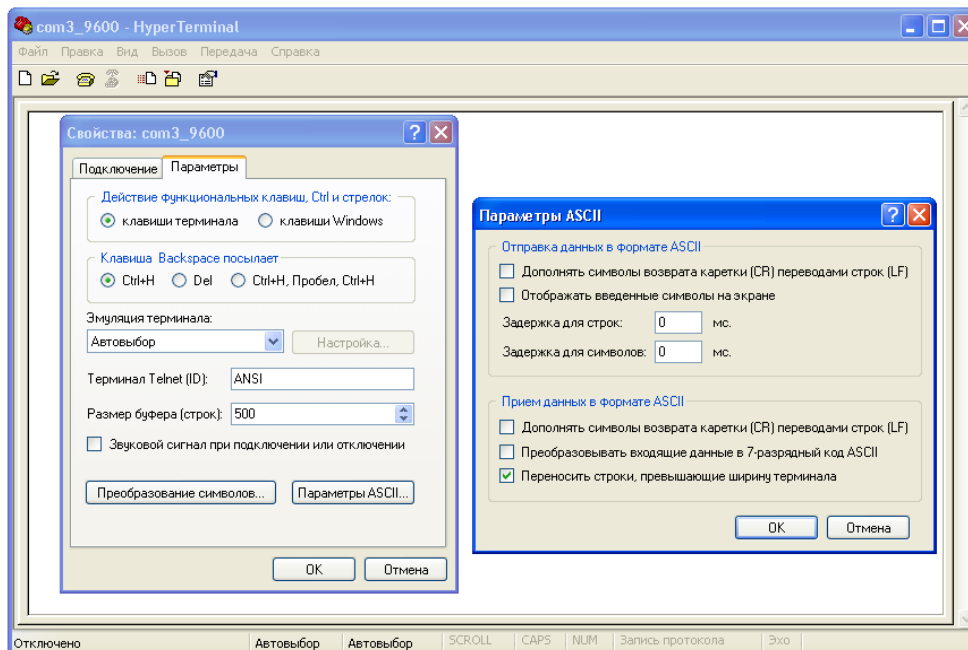 com3_9600 - HyperTerminal
Файл Правка Вид Вызов Передача Справка
Свойства: com3_9600
Подключение Параметры
Действие функциональных клавиш, Ctrl и стрелок:
клавиши терминала клавиши Windows
Клавиша Backspace посылает
Ctrl+H Del Ctrl+H, Пробел, Ctrl+H
Эмуляция терминала:
Автовыбор Настройка...
Терминал Telnet (ID): ANSI
Размер буфера (строк): 500
Звуковой сигнал при подключении или отключении
Преобразование символов... Параметры ASCII...
OK Отмена
Параметры ASCII
Отправка данных в формате ASCII
Дополнять символы возврата каретки (CR) переводами строк (LF)
Отображать введенные символы на экране
Задержка для строк: 0 мс.
Задержка для символов: 0 мс.
Прием данных в формате ASCII
Дополнять символы возврата каретки (CR) переводами строк (LF)
Преобразовывать входящие данные в 7-разрядный код ASCII
Переносить строки, превышающие ширину терминала
OK Отмена
Отключено Автовыбор Автовыбор SCROLL CAPS NUM Запись протокола Эхо